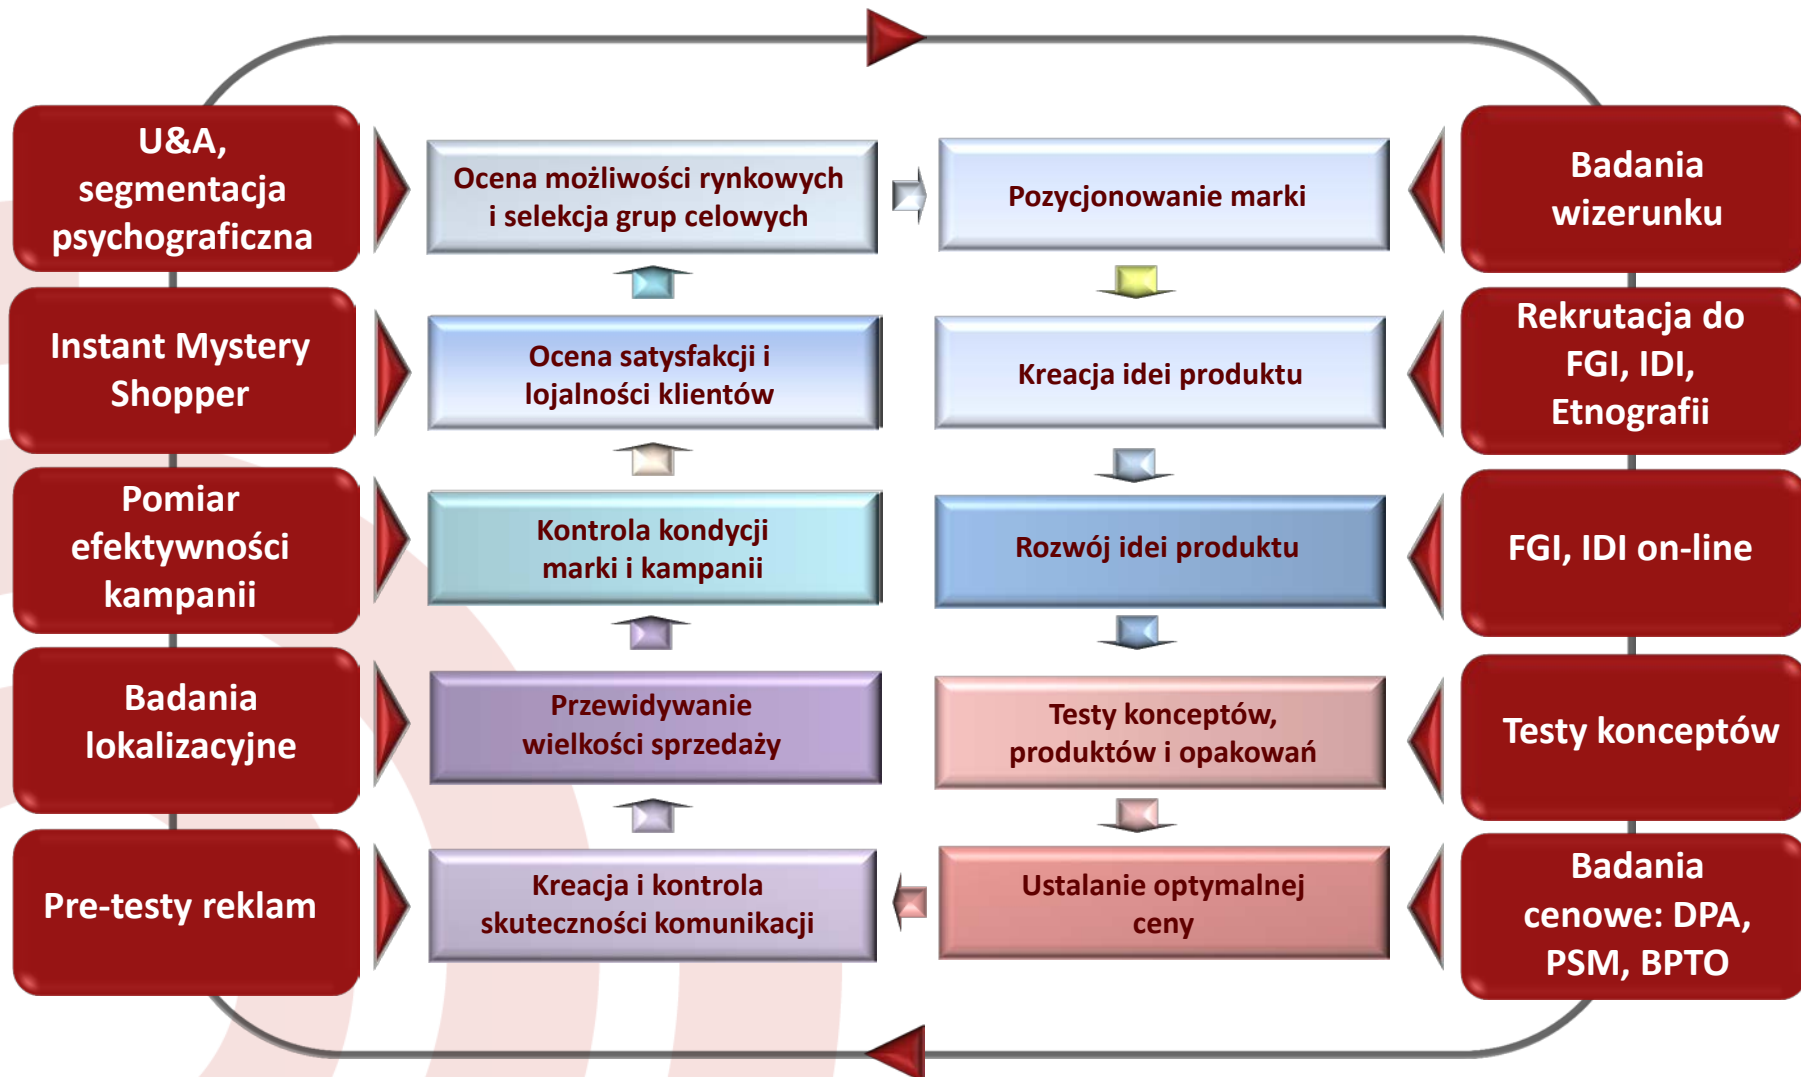 U&A,
segmentacja
psychograficzna
Ocena możliwości rynkowych
i selekcja grup celowych
Pozycjonowanie marki
Badania
wizerunku
Instant Mystery
Shopper
Ocena satysfakcji i
lojalności klientów
Kreacja idei produktu
Rekrutacja do
FGI, IDI,
Etnografii
Pomiar
efektywności
kampanii
Kontrola kondycji
marki i kampanii
Rozwój idei produktu
FGI, IDI on-line
Badania
lokalizacyjne
Przewidywanie
wielkości sprzedaży
Testy konceptów,
produktów i opakowań
Testy konceptów
Pre-testy reklam
Kreacja i kontrola
skuteczności komunikacji
Ustalanie optymalnej
ceny
Badania
cenowe: DPA,
PSM, BPTO